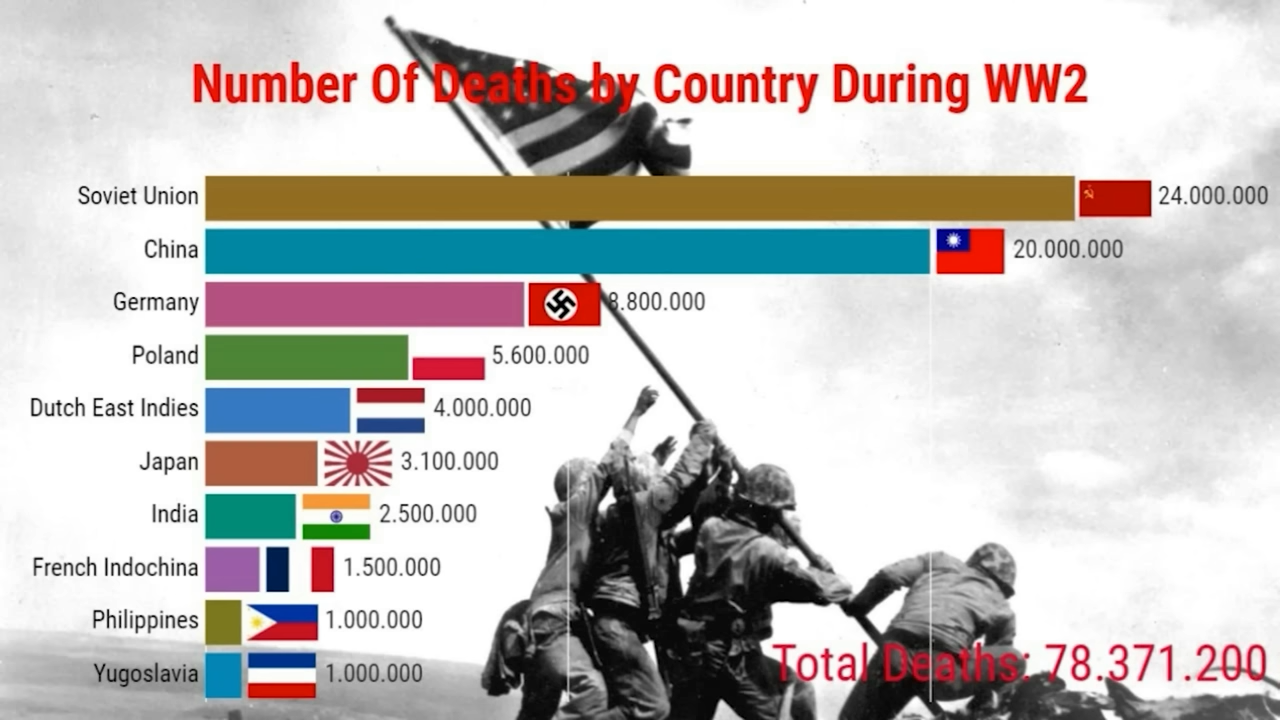 Number Of Deaths by Country During WW2
Soviet Union 24.000.000
China 20.000.000
Germany 8.800.000
Poland 5.600.000
Dutch East Indies 4.000.000
Japan 3.100.000
India 2.500.000
French Indochina 1.500.000
Philippines 1.000.000
Yugoslavia 1.000.000
Total Deaths: 78.371.200